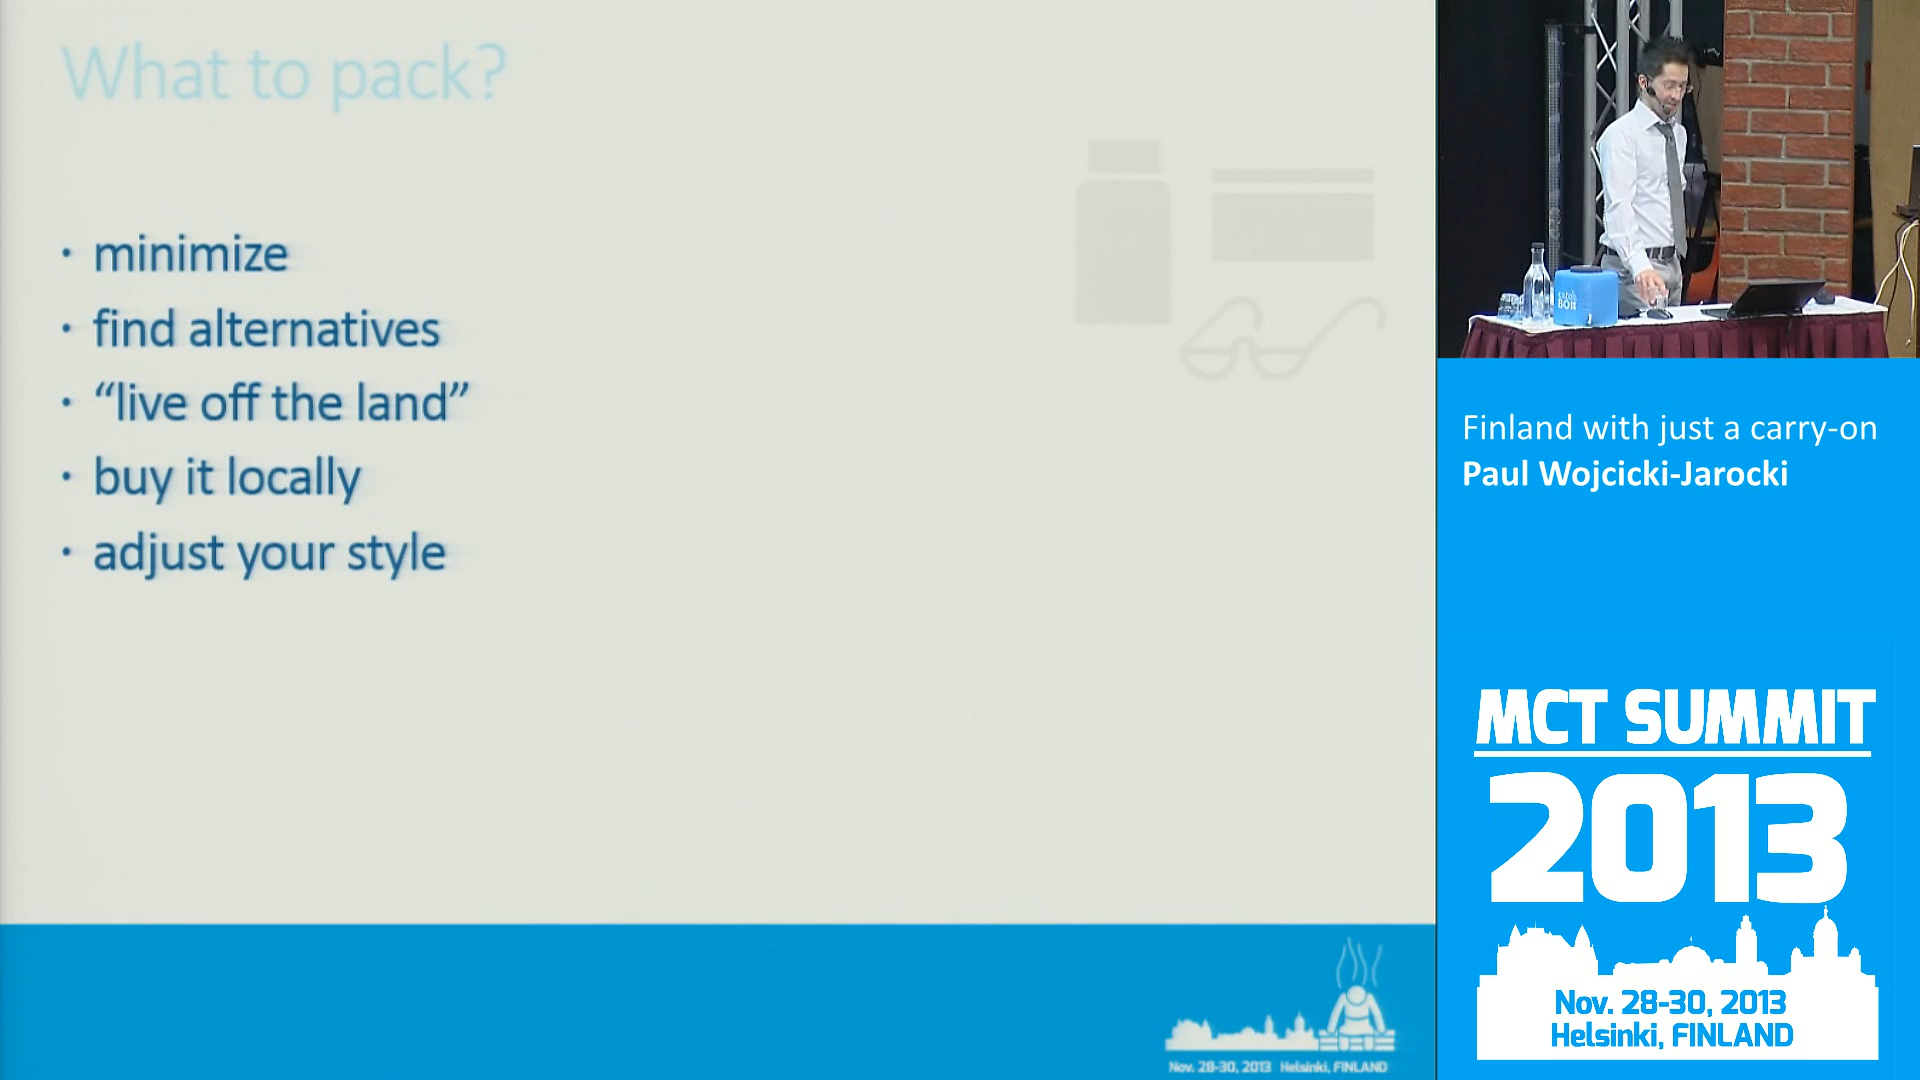 What to pack?
• minimize
• find alternatives
• “live off the land”
• buy it locally
• adjust your style
Nov. 28-30, 2013 Helsinki, FINLAND
BOX
Finland with just a carry-on
Paul Wojcicki-Jarocki
MCT SUMMIT
2013
Nov. 28-30, 2013
Helsinki, FINLAND